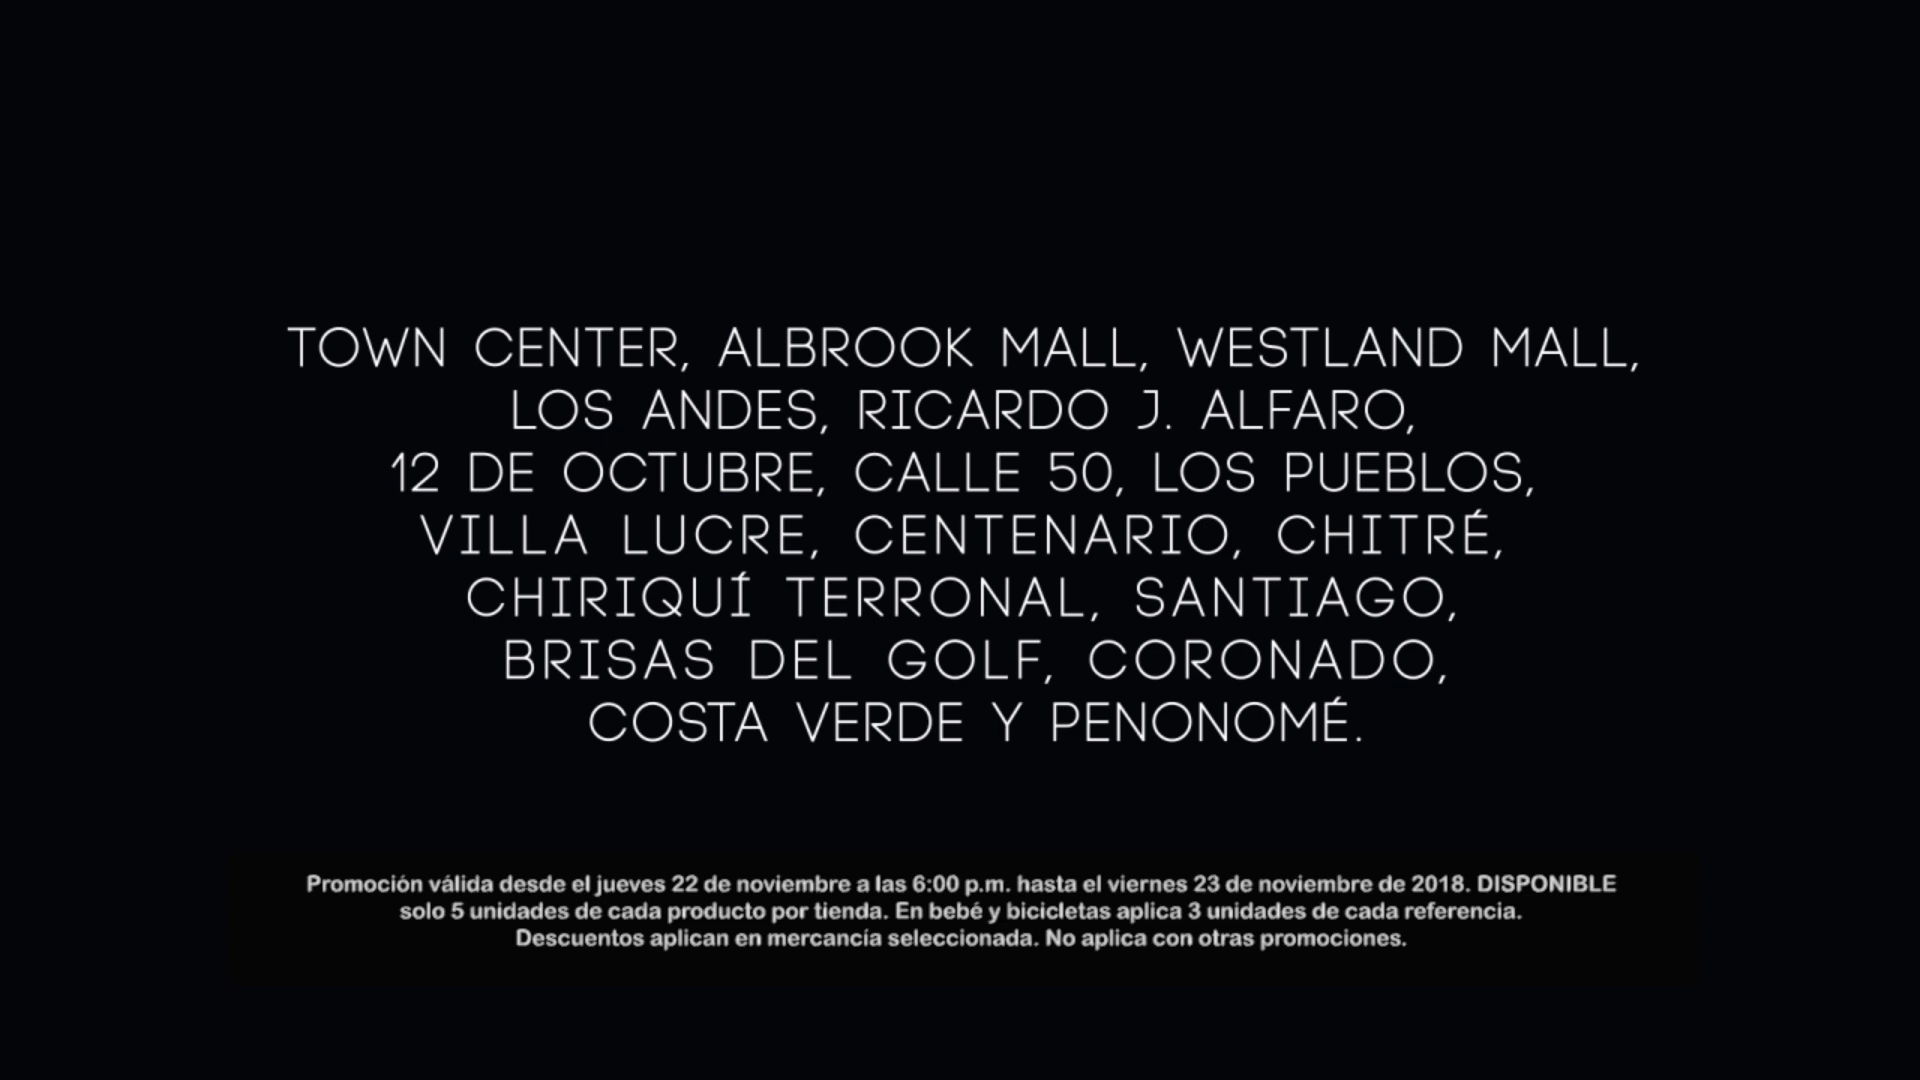 TOWN CENTER, ALBROOK MALL, WESTLAND MALL,
LOS ANDES, RICARDO J. ALFARO,
12 DE OCTUBRE, CALLE 50, LOS PUEBLOS,
VILLA LUCRE, CENTENARIO, CHITRÉ,
CHIRIQUÍ TERRONAL, SANTIAGO,
BRISAS DEL GOLF, CORONADO,
COSTA VERDE Y PENONOMÉ.
Promoción válida desde el jueves 22 de noviembre a las 6:00 p.m. hasta el viernes 23 de noviembre de 2018. DISPONIBLE
solo 5 unidades de cada producto por tienda. En bebé y bicicletas aplica 3 unidades de cada referencia.
Descuentos aplican en mercancía seleccionada. No aplica con otras promociones.